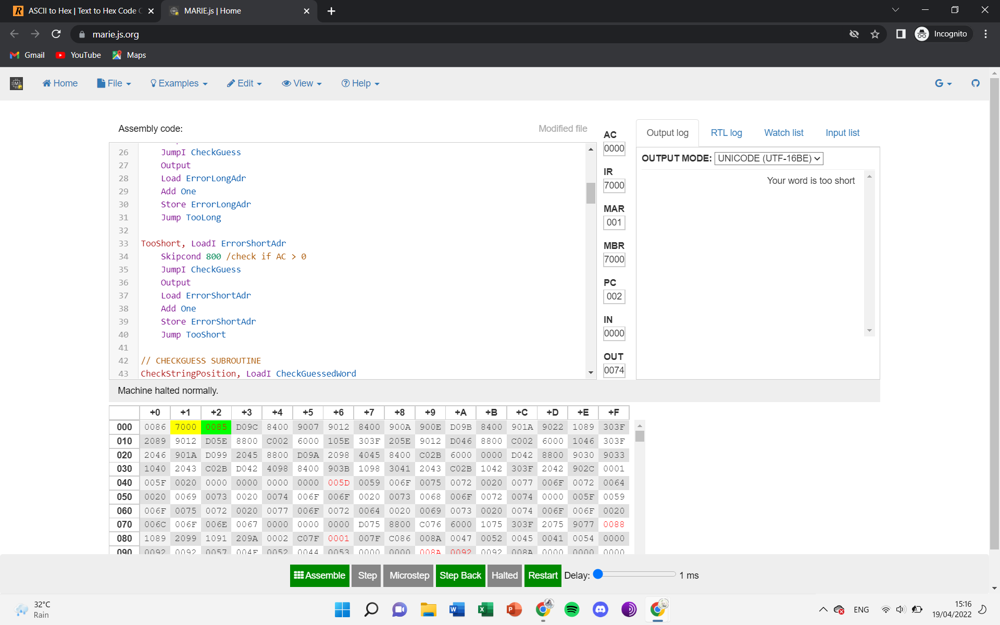 ASCII to Hex | Text to Hex Code C
MARIE.js | Home
marie.js.org
Incognito
Gmail
YouTube
Maps
Home
File
Examples
Edit
View
Help
Assembly code:
Modified file
26 JumpI CheckGuess
27 Output
28 Load ErrorLongAdr
29 Add One
30 Store ErrorLongAdr
31 Jump TooLong
32
33 TooShort, LoadI ErrorShortAdr
34 Skipcond 800 /check if AC > 0
35 JumpI CheckGuess
36 Output
37 Load ErrorShortAdr
38 Add One
39 Store ErrorShortAdr
40 Jump TooShort
41
42 // CHECKGUESS SUBROUTINE
43 CheckStringPosition, LoadI CheckGuessedWord
AC
0000
IR
7000
MAR
001
MBR
7000
PC
002
IN
0000
OUT
0074
Output log
RTL log
Watch list
Input list
OUTPUT MODE: UNICODE (UTF-16BE)
Your word is too short
Machine halted normally.
+0 +1 +2 +3 +4 +5 +6 +7 +8 +9 +A +B +C +D +E +F
000 0086 7000 0085 D09C 8400 9007 9012 8400 900A 900E D09B 8400 901A 9022 1089 303F
010 2089 9012 D05E 8800 C002 6000 105E 303F 205E 9012 D046 8800 C002 6000 1046 303F
020 2046 901A D099 2045 8800 D09A 2098 4045 8400 C02B 6000 0000 D042 8800 9030 9033
030 1040 2043 C02B D042 4098 8400 903B 1098 3041 2043 C02B 1042 303F 2042 902C 0001
040 005F 0020 0000 0000 0000 0000 005D 0059 006F 0075 0072 0020 0077 006F 0072 0064
050 0020 0069 0073 0020 0074 006F 006F 0020 0073 0068 006F 0072 0074 0000 005F 0059
060 006F 0075 0072 0020 0077 006F 0072 0064 0020 0069 0073 0020 0074 006F 006F 0020
070 006C 006F 006E 0067 0000 0000 0000 D075 8800 C076 6000 1075 303F 2075 9077 0088
080 1089 2099 1091 209A 0002 C07F 0001 007F C086 008A 0047 0052 0045 0041 0054 0000
090 0092 0092 0057 004F 0052 0044 0053 0000 0000 008A 0092 0092 008A 0000 0000 0000
Assemble
Step
Microstep
Step Back
Halted
Restart
Delay:
1 ms
32°C
Rain
ENG
15:16
19/04/2022